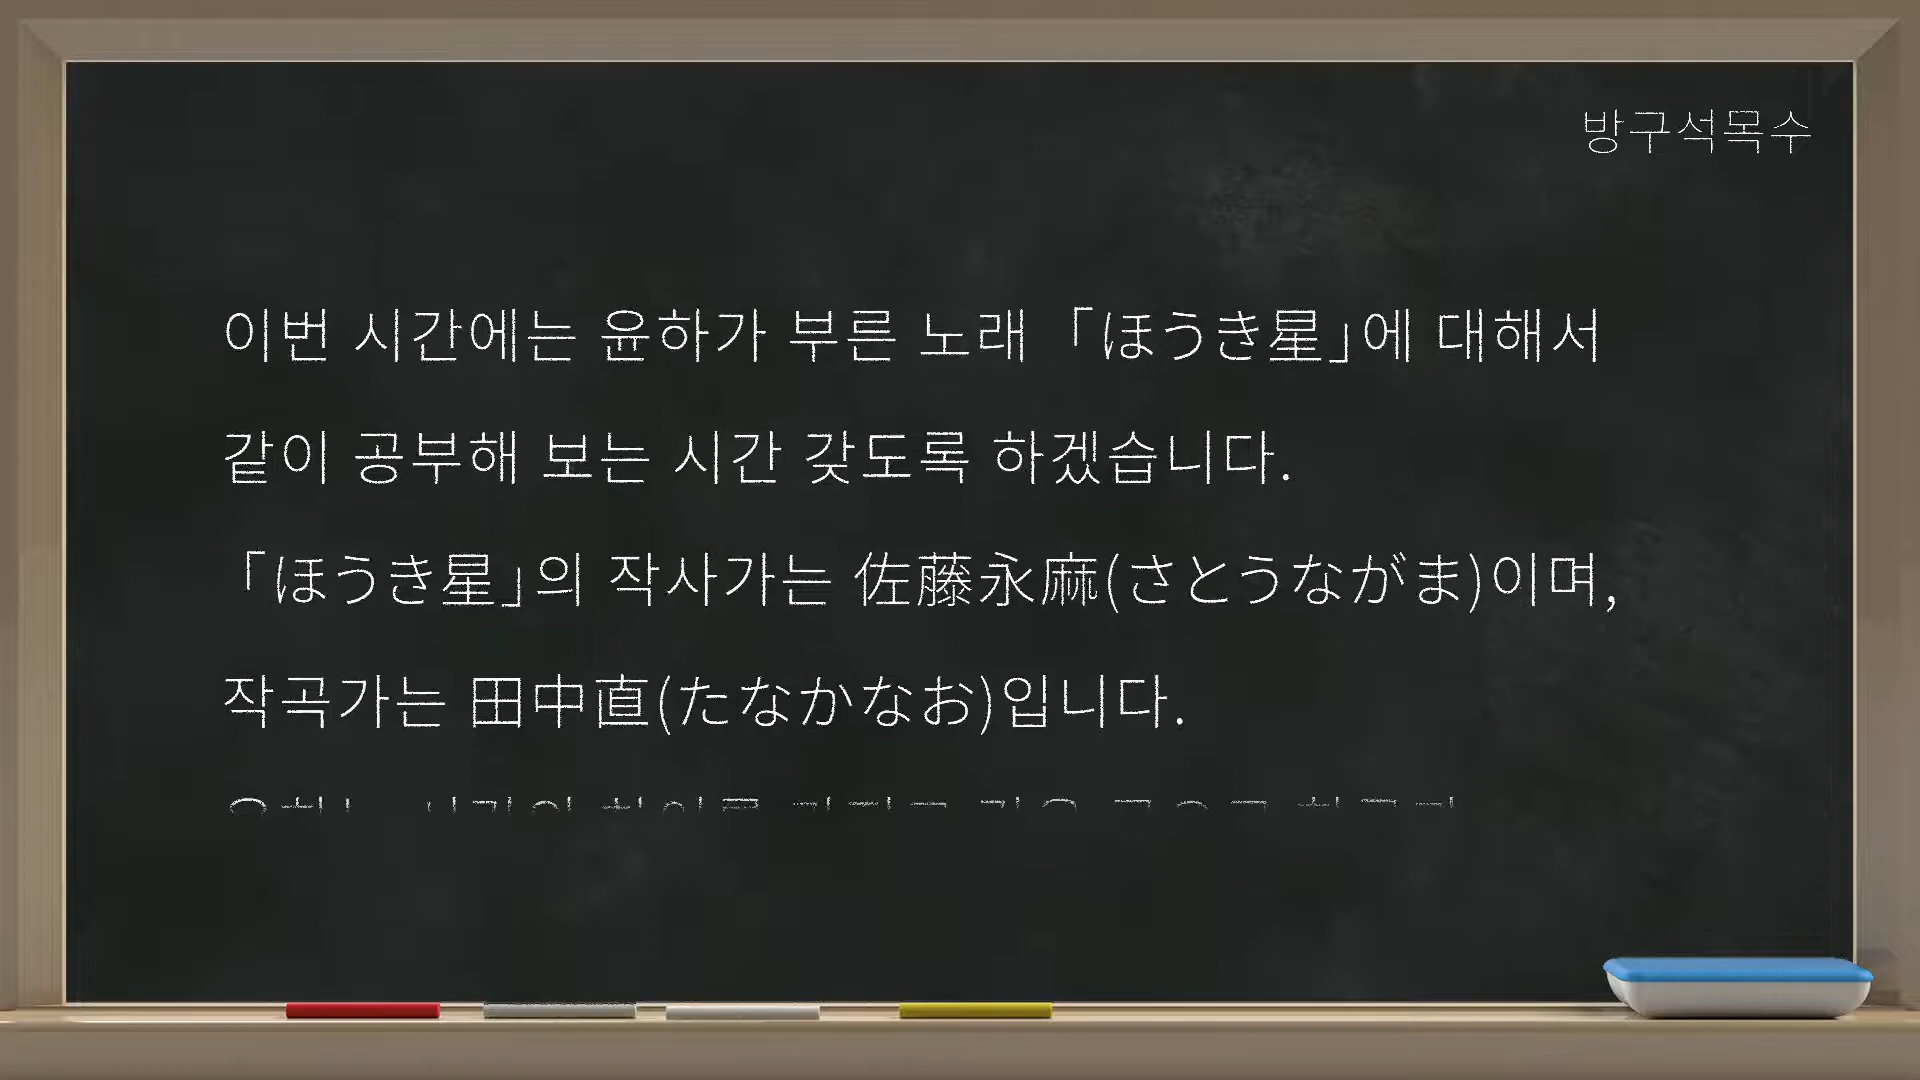 방구석목수
이번 시간에는 윤하가 부른 노래 「ほうき星」에 대해서
같이 공부해 보는 시간 갖도록 하겠습니다.
「ほうき星」의 작사가는 佐藤永麻(さとうながま)이며,
작곡가는 田中直(たなかなお)입니다.